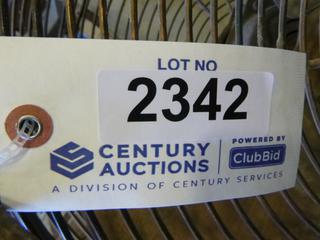 LOT NO
2342
CENTURY
AUCTIONS
POWERED BY
ClubBid
A DIVISION OF CENTURY SERVICES